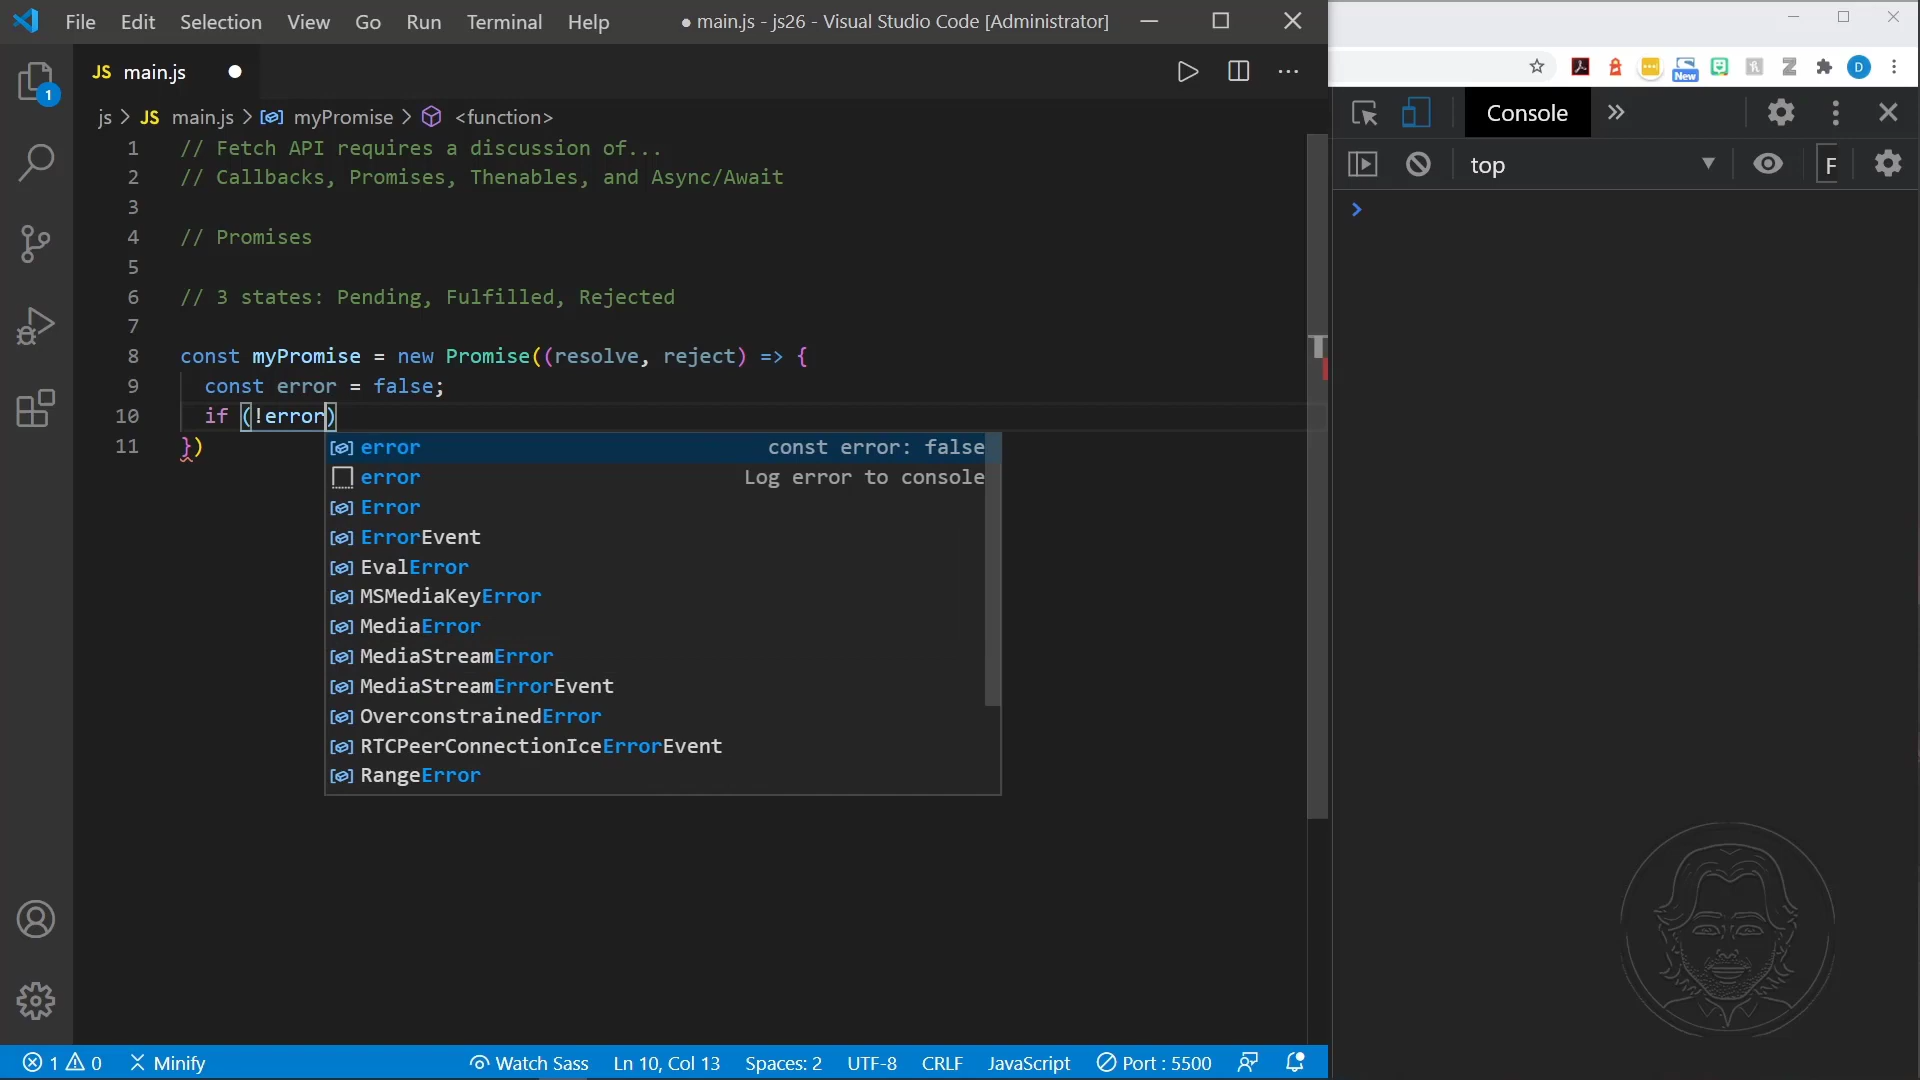 File Edit Selection View Go Run Terminal Help ● main.js - js26 - Visual Studio Code [Administrator]
JS main.js
js > JS main.js > myPromise > <function>
1 // Fetch API requires a discussion of...
2 // Callbacks, Promises, Thenables, and Async/Await
3
4 // Promises
5
6 // 3 states: Pending, Fulfilled, Rejected
7
8 const myPromise = new Promise((resolve, reject) => {
9 const error = false;
10 if (!error)
11 })
error const error: false
error Log error to console
Error
ErrorEvent
EvalError
MSMediaKeyError
MediaError
MediaStreamError
MediaStreamErrorEvent
OverconstrainedError
RTCPeerConnectionIceErrorEvent
RangeError
1
1 0 Minify Watch Sass Ln 10, Col 13 Spaces: 2 UTF-8 CRLF JavaScript Port : 5500
New
D
Console
top
F